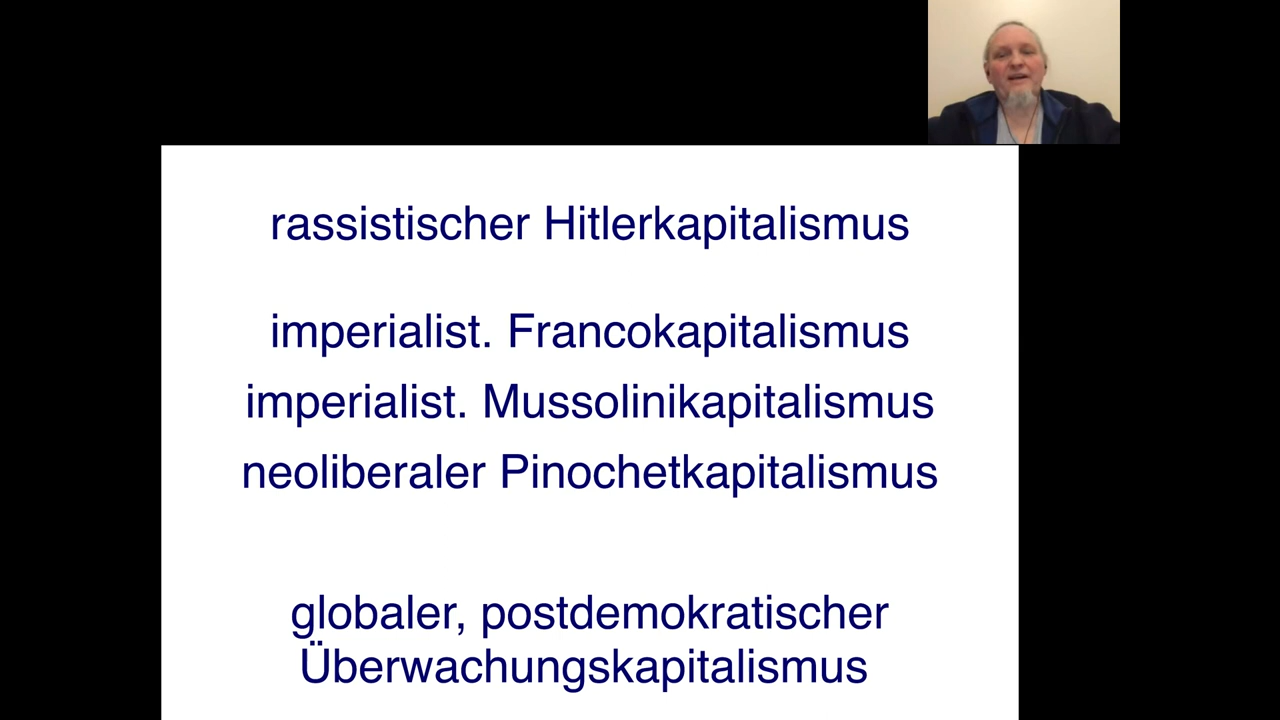 rassistischer Hitlerkapitalismus
imperialist. Francokapitalismus
imperialist. Mussolinikapitalismus
neoliberaler Pinochetkapitalismus
globaler, postdemokratischer
Überwachungskapitalismus